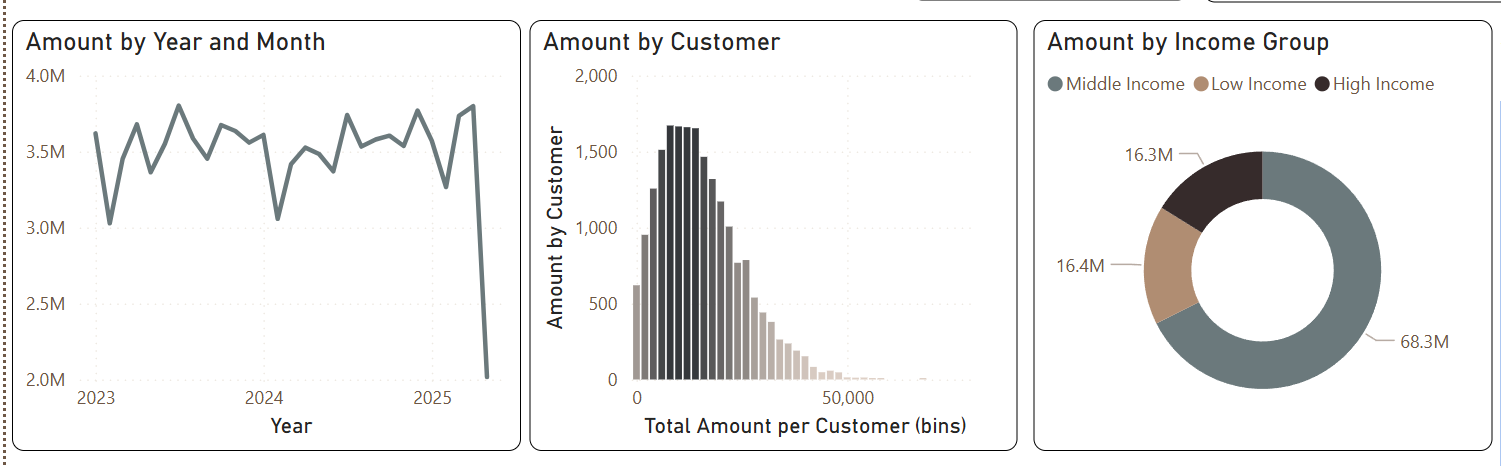 Amount by Year and Month
4.0M
3.5M
3.0M
2.5M
2.0M
2023 2024 2025
Year
Amount by Customer
Amount by Customer
2,000
1,500
1,000
500
0
0 50,000
Total Amount per Customer (bins)
Amount by Income Group
Middle Income Low Income High Income
16.3M
16.4M
68.3M